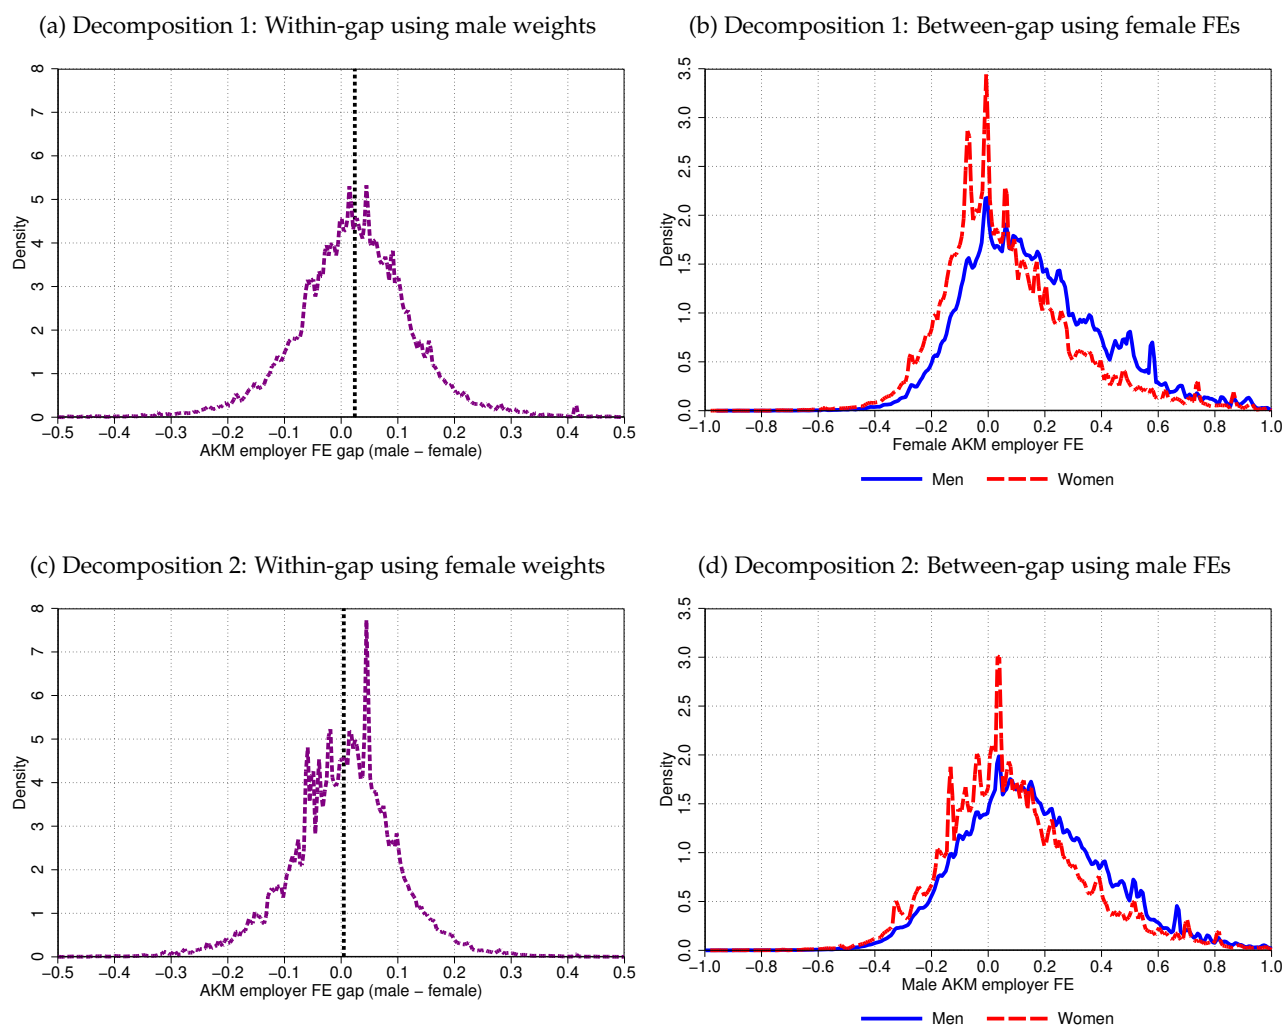 (a) Decomposition 1: Within-gap using male weights
8
7
6
5
4
3
2
1
0
Density
−0.5 −0.4 −0.3 −0.2 −0.1 0.0 0.1 0.2 0.3 0.4 0.5
AKM employer FE gap (male − female)
(b) Decomposition 1: Between-gap using female FEs
3.5
3.0
2.5
2.0
1.5
1.0
0.5
0.0
Density
−1.0 −0.8 −0.6 −0.4 −0.2 0.0 0.2 0.4 0.6 0.8 1.0
Female AKM employer FE
Men Women
(c) Decomposition 2: Within-gap using female weights
8
7
6
5
4
3
2
1
0
Density
−0.5 −0.4 −0.3 −0.2 −0.1 0.0 0.1 0.2 0.3 0.4 0.5
AKM employer FE gap (male − female)
(d) Decomposition 2: Between-gap using male FEs
3.5
3.0
2.5
2.0
1.5
1.0
0.5
0.0
Density
−1.0 −0.8 −0.6 −0.4 −0.2 0.0 0.2 0.4 0.6 0.8 1.0
Male AKM employer FE
Men Women